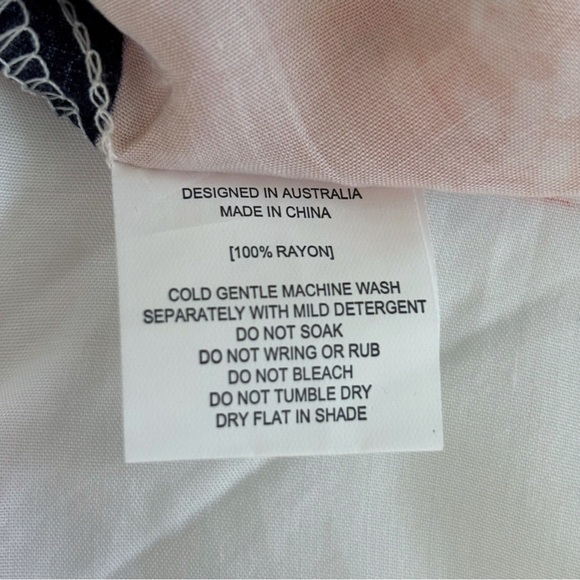 DESIGNED IN AUSTRALIA
MADE IN CHINA
[100% RAYON]
COLD GENTLE MACHINE WASH
SEPARATELY WITH MILD DETERGENT
DO NOT SOAK
DO NOT WRING OR RUB
DO NOT BLEACH
DO NOT TUMBLE DRY
DRY FLAT IN SHADE